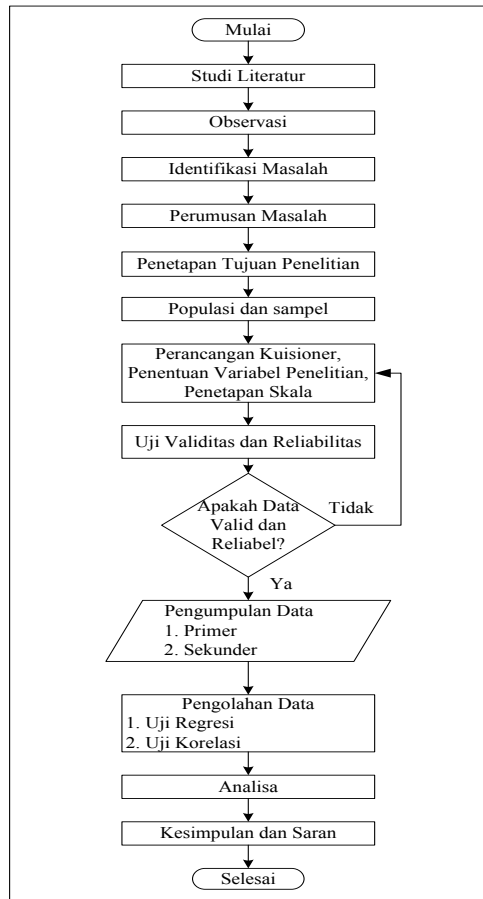 Mulai
Studi Literatur
Observasi
Identifikasi Masalah
Perumusan Masalah
Penetapan Tujuan Penelitian
Populasi dan sampel
Perancangan Kuisioner,
Penentuan Variabel Penelitian,
Penetapan Skala
Uji Validitas dan Reliabilitas
Apakah Data
Valid dan
Reliabel?
Tidak
Ya
Pengumpulan Data
1. Primer
2. Sekunder
Pengolahan Data
1. Uji Regresi
2. Uji Korelasi
Analisa
Kesimpulan dan Saran
Selesai